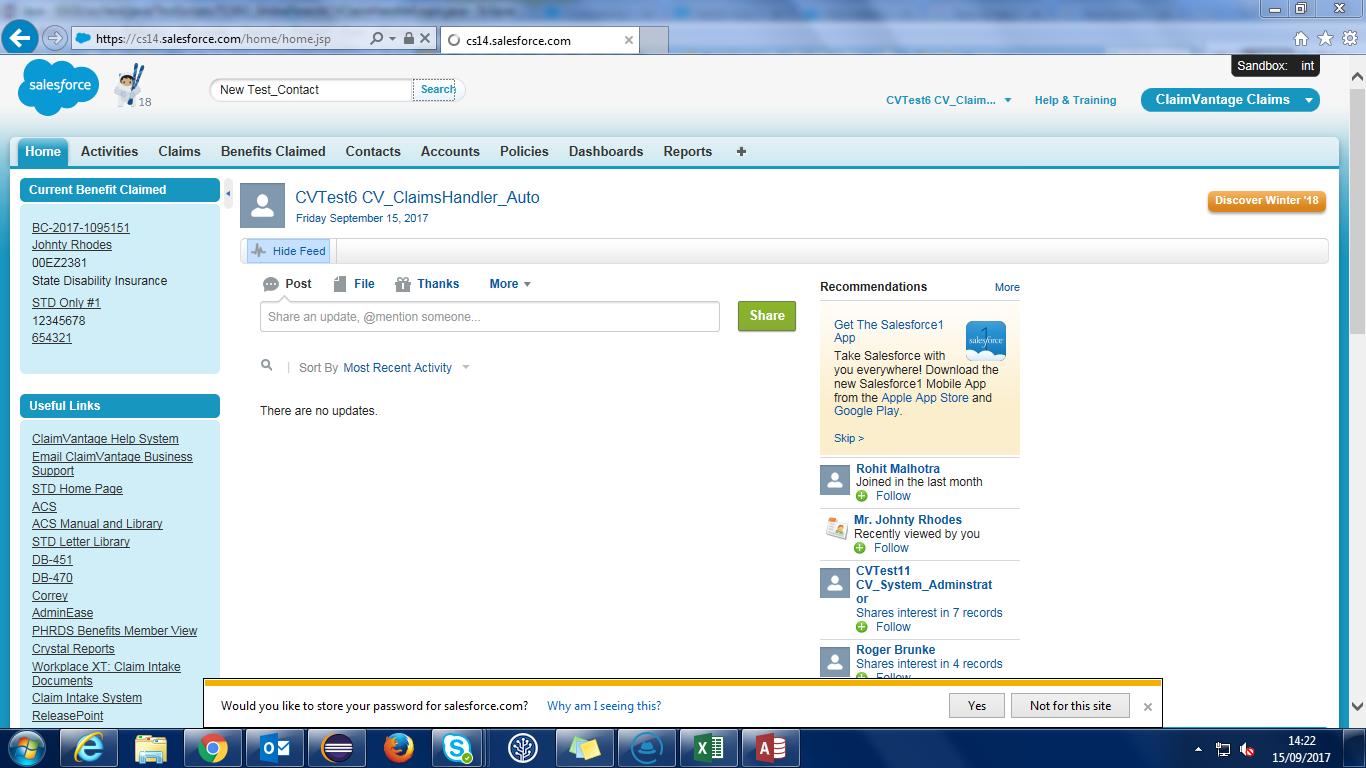 https://cs14.salesforce.com/home/home.jsp
cs14.salesforce.com
Sandbox: int
salesforce
18
New Test_Contact
Search
CVTest6 CV_Claim...
Help & Training
ClaimVantage Claims
Home
Activities
Claims
Benefits Claimed
Contacts
Accounts
Policies
Dashboards
Reports
Current Benefit Claimed
BC-2017-1095151
Johnty Rhodes
00EZ2381
State Disability Insurance
STD Only #1
12345678
654321
Useful Links
ClaimVantage Help System
Email ClaimVantage Business
Support
STD Home Page
ACS
ACS Manual and Library
STD Letter Library
DB-451
DB-470
Correy
AdminEase
PHRDS Benefits Member View
Crystal Reports
Workplace XT: Claim Intake
Documents
Claim Intake System
ReleasePoint
CVTest6 CV_ClaimsHandler_Auto
Friday September 15, 2017
Discover Winter '18
Hide Feed
Post
File
Thanks
More
Share an update, @mention someone...
Share
Sort By Most Recent Activity
There are no updates.
Recommendations
More
Get The Salesforce1
App
salesforce
1
Take Salesforce with
you everywhere! Download the
new Salesforce1 Mobile App
from the Apple App Store and
Google Play.
Skip >
Rohit Malhotra
Joined in the last month
Follow
Mr. Johnty Rhodes
Recently viewed by you
Follow
CVTest11
CV_System_Adminstrat
or
Shares interest in 7 records
Follow
Roger Brunke
Shares interest in 4 records
Follow
Would you like to store your password for salesforce.com?
Why am I seeing this?
Yes
Not for this site
14:22
15/09/2017